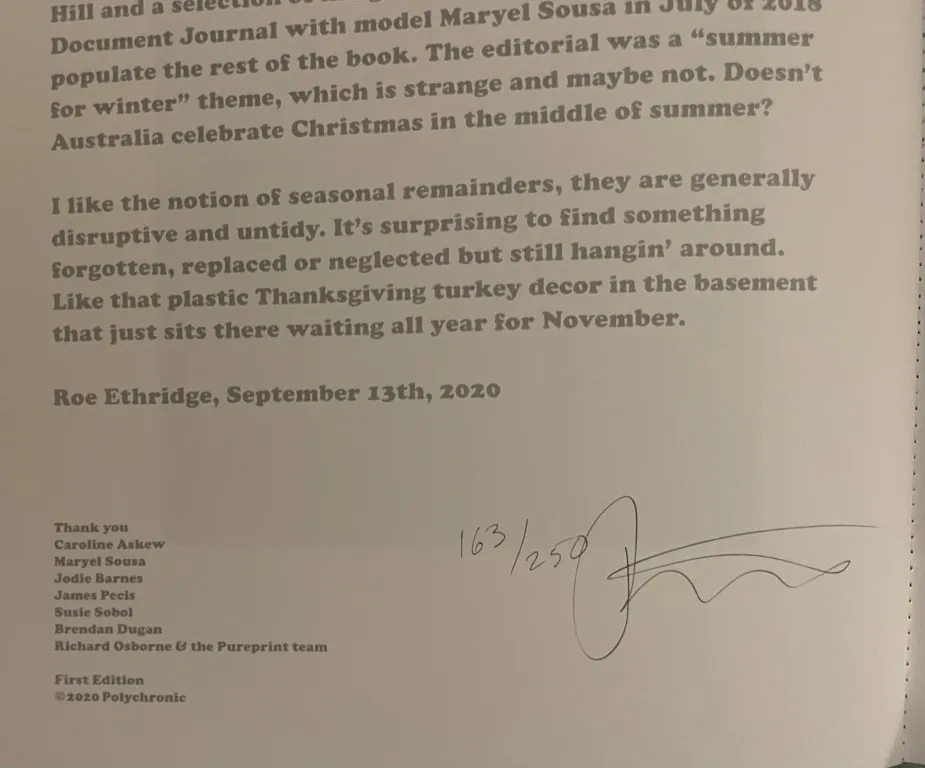 Hill and a selection of
Document Journal with model Maryel Sousa in July of 2018
populate the rest of the book. The editorial was a “summer
for winter” theme, which is strange and maybe not. Doesn’t
Australia celebrate Christmas in the middle of summer?
I like the notion of seasonal remainders, they are generally
disruptive and untidy. It’s surprising to find something
forgotten, replaced or neglected but still hangin’ around.
Like that plastic Thanksgiving turkey decor in the basement
that just sits there waiting all year for November.
Roe Ethridge, September 13th, 2020
Thank you
Caroline Askew
Maryel Sousa
Jodie Barnes
James Pecis
Susie Sobol
Brendan Dugan
Richard Osborne & the Pureprint team
First Edition
©2020 Polychronic
163/250